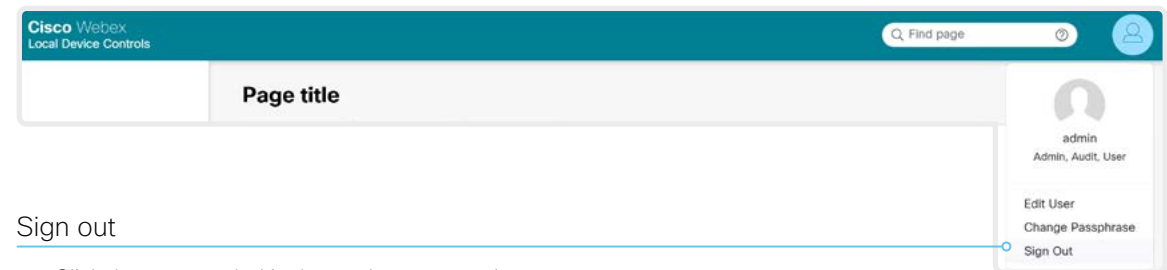 Cisco Webex
Local Device Controls
Find page
Page title
admin
Admin, Audit, User
Edit User
Change Passphrase
Sign Out
Sign out